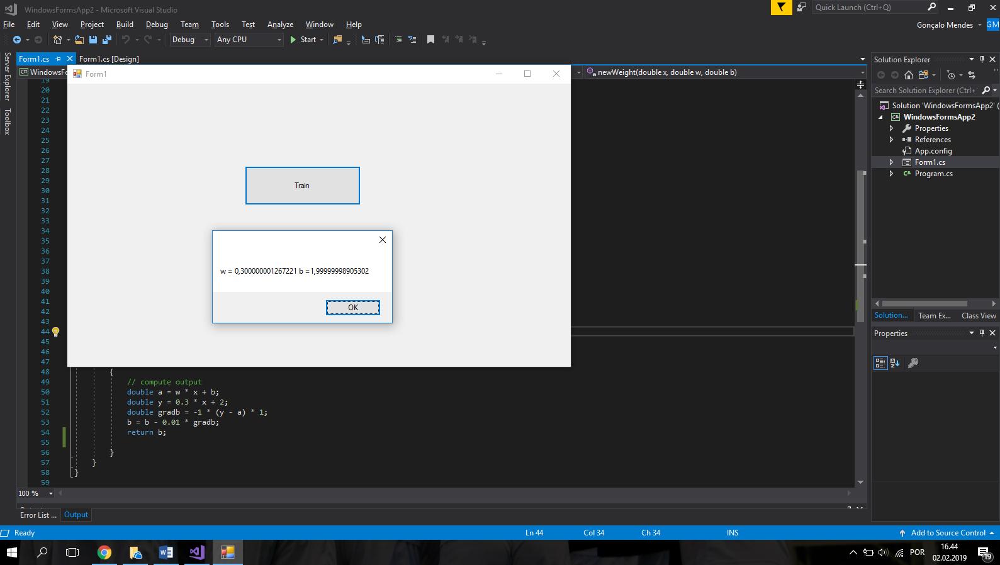 WindowsFormsApp2 - Microsoft Visual Studio
Quick Launch (Ctrl+Q)
File Edit View Project Build Debug Team Tools Test Analyze Window Help
Gonçalo Mendes GM
Debug Any CPU Start
Server Explorer
Toolbox
Form1.cs Form1.cs [Design]
WindowsFo
newWeight(double x, double w, double b)
Form1
Train
w = 0,300000001267221 b =1,99999998905302
OK
19
20
21
22
23
24
25
26
27
28
29
30
31
32
33
34
35
36
37
38
39
40
41
42
43
44
45
46
47
48 {
49 // compute output
50 double a = w * x + b;
51 double y = 0.3 * x + 2;
52 double gradb = -1 * (y - a) * 1;
53 b = b - 0.01 * gradb;
54 return b;
55
56 }
57 }
58 }
59
100 %
Error List ... Output
Solution Explorer
Search Solution Explorer (Ctrl+
Solution 'WindowsFormsApp2' (
C# WindowsFormsApp2
Properties
References
App.config
Form1.cs
C# Program.cs
Solution... Team Ex... Class View
Properties
Ready Ln 44 Col 34 Ch 34 INS Add to Source Control
POR
16.44
02.02.2019
19